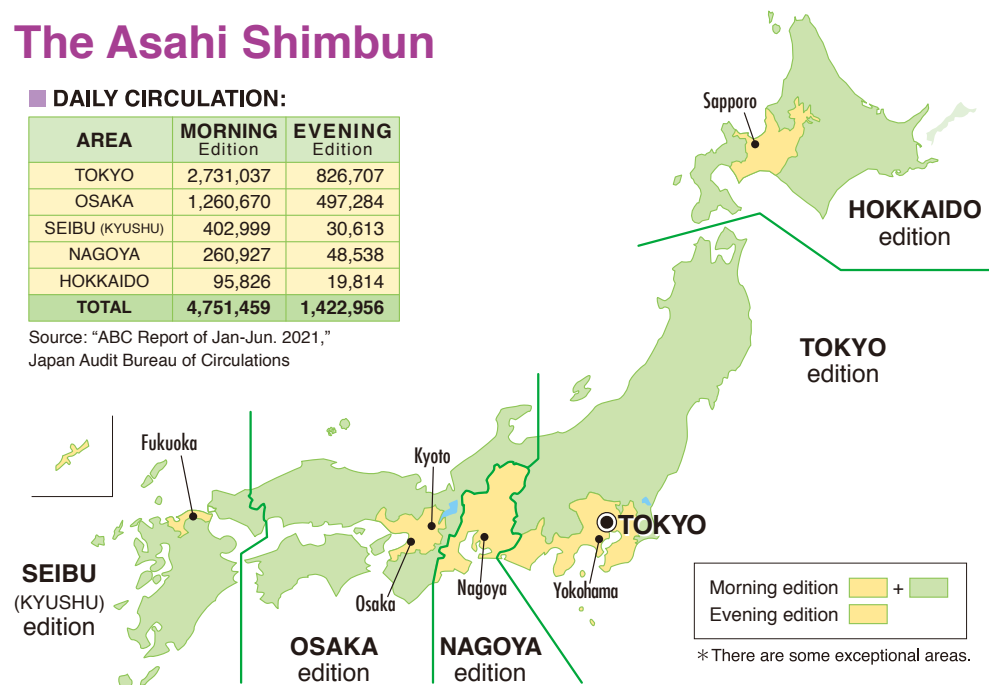 The Asahi Shimbun
DAILY CIRCULATION:
AREA MORNING Edition EVENING Edition
TOKYO 2,731,037 826,707
OSAKA 1,260,670 497,284
SEIBU (KYUSHU) 402,999 30,613
NAGOYA 260,927 48,538
HOKKAIDO 95,826 19,814
TOTAL 4,751,459 1,422,956
Source: “ABC Report of Jan-Jun. 2021,”
Japan Audit Bureau of Circulations
Sapporo
HOKKAIDO
edition
TOKYO
edition
Fukuoka
Kyoto
TOKYO
Osaka
Nagoya
Yokohama
SEIBU
(KYUSHU)
edition
OSAKA
edition
NAGOYA
edition
Morning edition +
Evening edition
*There are some exceptional areas.